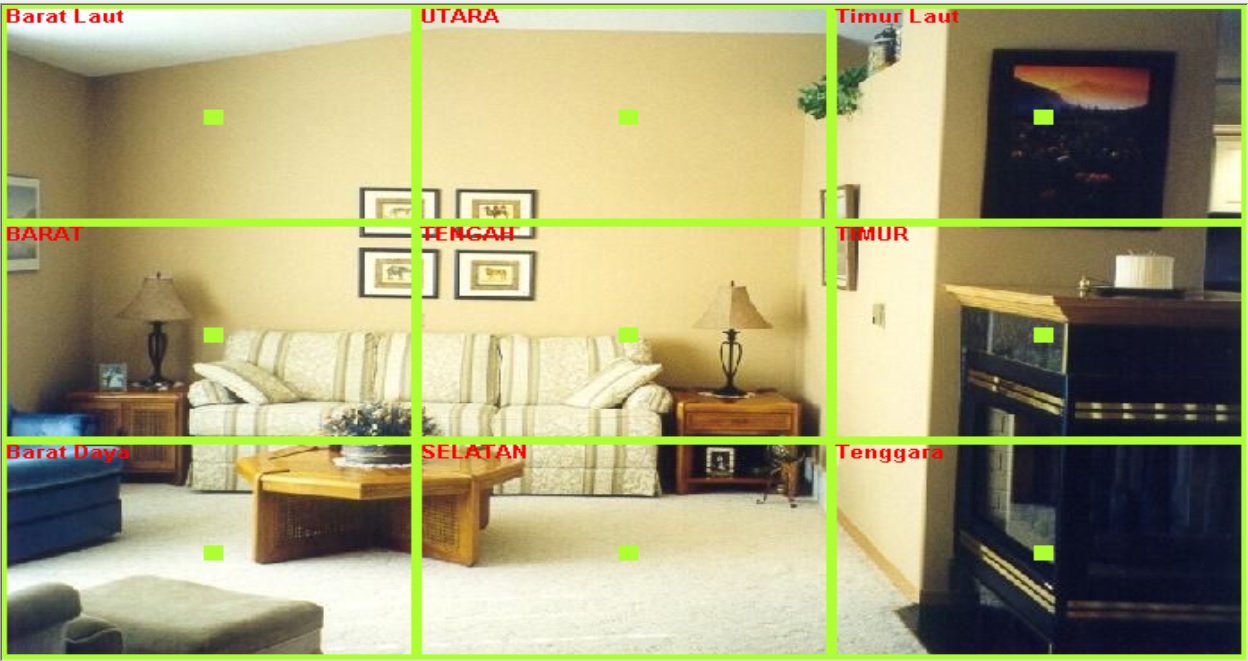 Barat Laut
UTARA
Timur Laut
BARAT
TENGAH
TIMUR
Barat Daya
SELATAN
Tenggara